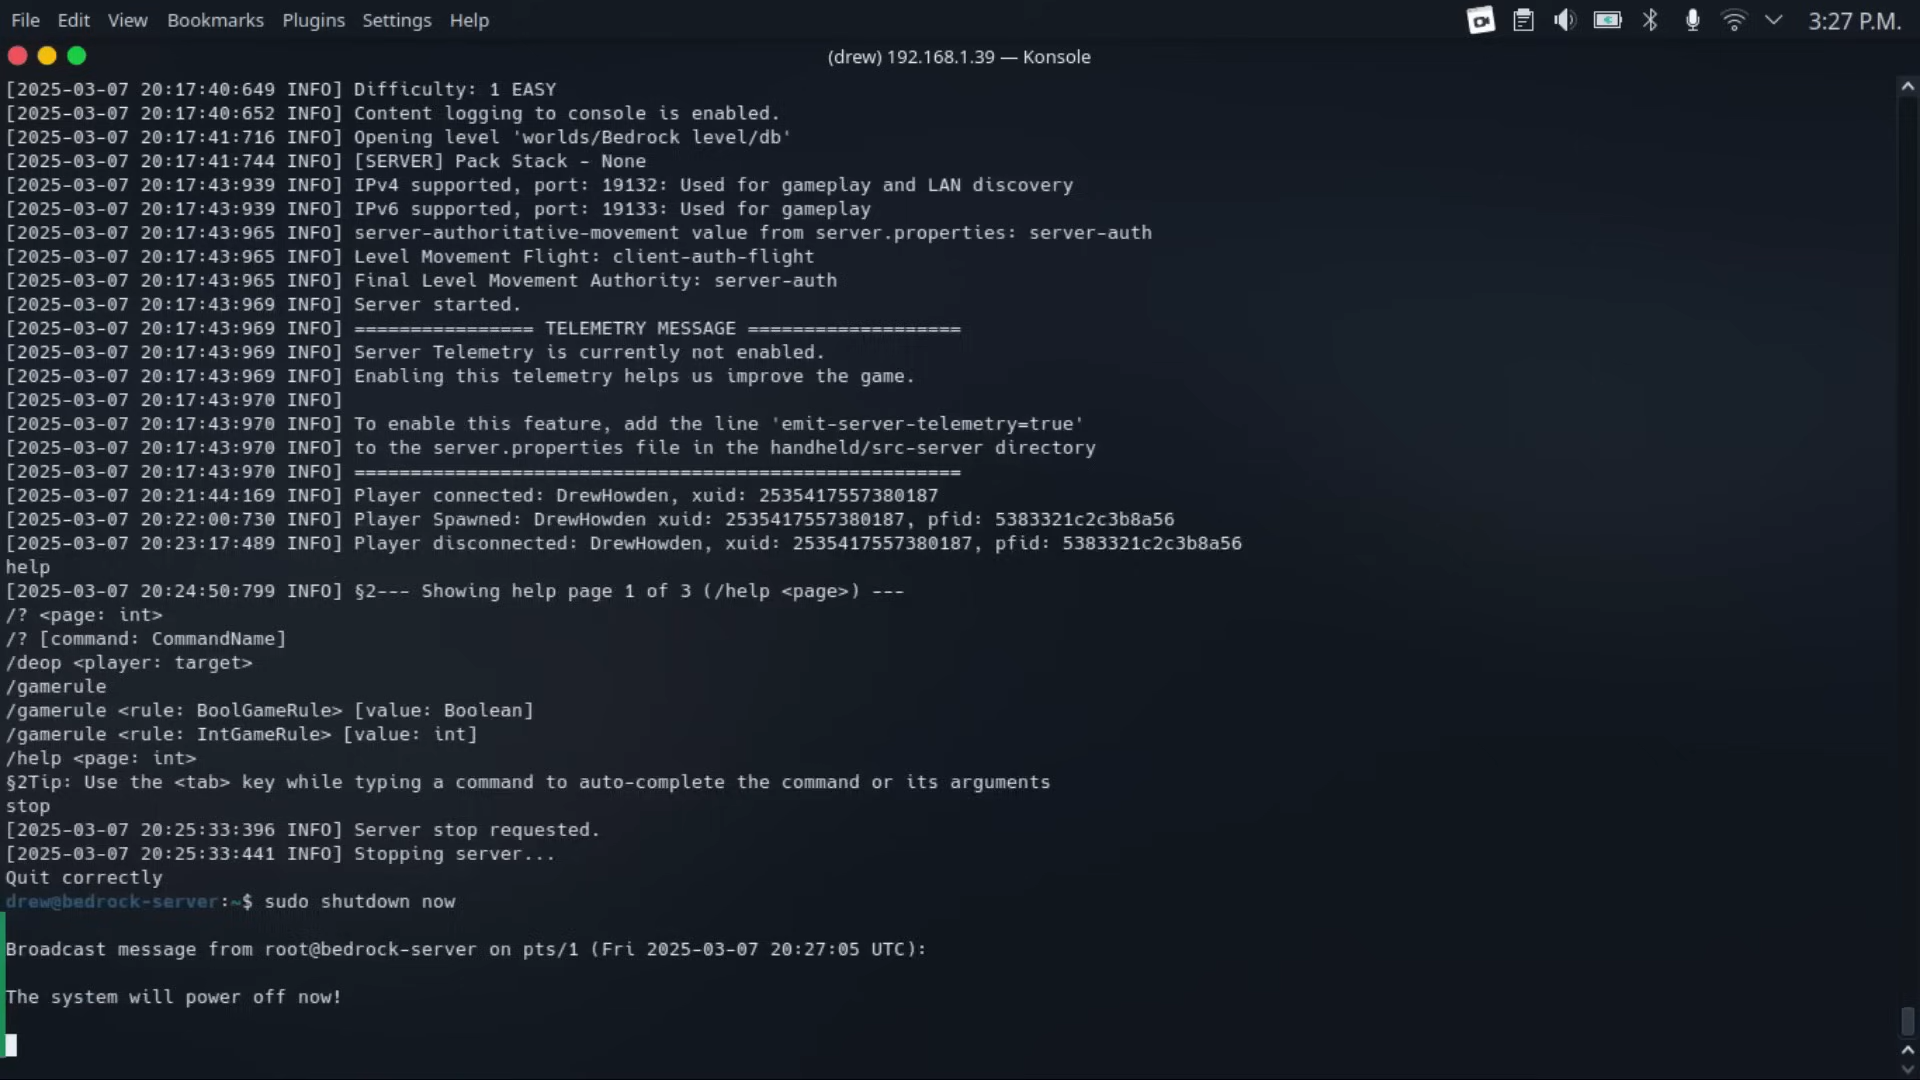 File Edit View Bookmarks Plugins Settings Help 3:27 P.M.
(drew) 192.168.1.39 — Konsole
[2025-03-07 20:17:40:649 INFO] Difficulty: 1 EASY
[2025-03-07 20:17:40:652 INFO] Content logging to console is enabled.
[2025-03-07 20:17:41:716 INFO] Opening level 'worlds/Bedrock level/db'
[2025-03-07 20:17:41:744 INFO] [SERVER] Pack Stack - None
[2025-03-07 20:17:43:939 INFO] IPv4 supported, port: 19132: Used for gameplay and LAN discovery
[2025-03-07 20:17:43:939 INFO] IPv6 supported, port: 19133: Used for gameplay
[2025-03-07 20:17:43:965 INFO] server-authoritative-movement value from server.properties: server-auth
[2025-03-07 20:17:43:965 INFO] Level Movement Flight: client-auth-flight
[2025-03-07 20:17:43:965 INFO] Final Level Movement Authority: server-auth
[2025-03-07 20:17:43:969 INFO] Server started.
[2025-03-07 20:17:43:969 INFO] ================ TELEMETRY MESSAGE ===================
[2025-03-07 20:17:43:969 INFO] Server Telemetry is currently not enabled.
[2025-03-07 20:17:43:969 INFO] Enabling this telemetry helps us improve the game.
[2025-03-07 20:17:43:970 INFO]
[2025-03-07 20:17:43:970 INFO] To enable this feature, add the line 'emit-server-telemetry=true'
[2025-03-07 20:17:43:970 INFO] to the server.properties file in the handheld/src-server directory
[2025-03-07 20:17:43:970 INFO] ======================================================
[2025-03-07 20:21:44:169 INFO] Player connected: DrewHowden, xuid: 2535417557380187
[2025-03-07 20:22:00:730 INFO] Player Spawned: DrewHowden xuid: 2535417557380187, pfid: 5383321c2c3b8a56
[2025-03-07 20:23:17:489 INFO] Player disconnected: DrewHowden, xuid: 2535417557380187, pfid: 5383321c2c3b8a56
help
[2025-03-07 20:24:50:799 INFO] §2--- Showing help page 1 of 3 (/help <page>) ---
/? <page: int>
/? [command: CommandName]
/deop <player: target>
/gamerule
/gamerule <rule: BoolGameRule> [value: Boolean]
/gamerule <rule: IntGameRule> [value: int]
/help <page: int>
§2Tip: Use the <tab> key while typing a command to auto-complete the command or its arguments
stop
[2025-03-07 20:25:33:396 INFO] Server stop requested.
[2025-03-07 20:25:33:441 INFO] Stopping server...
Quit correctly
drew@bedrock-server:~$ sudo shutdown now
Broadcast message from root@bedrock-server on pts/1 (Fri 2025-03-07 20:27:05 UTC):
The system will power off now!